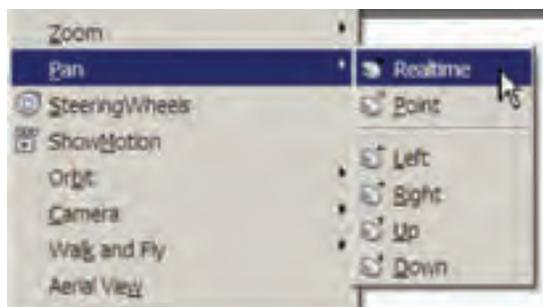 Zoom
Pan
SteeringWheels
ShowMotion
Orbit
Camera
Walk and Fly
Aerial View
Realtime
Point
Left
Right
Up
Down